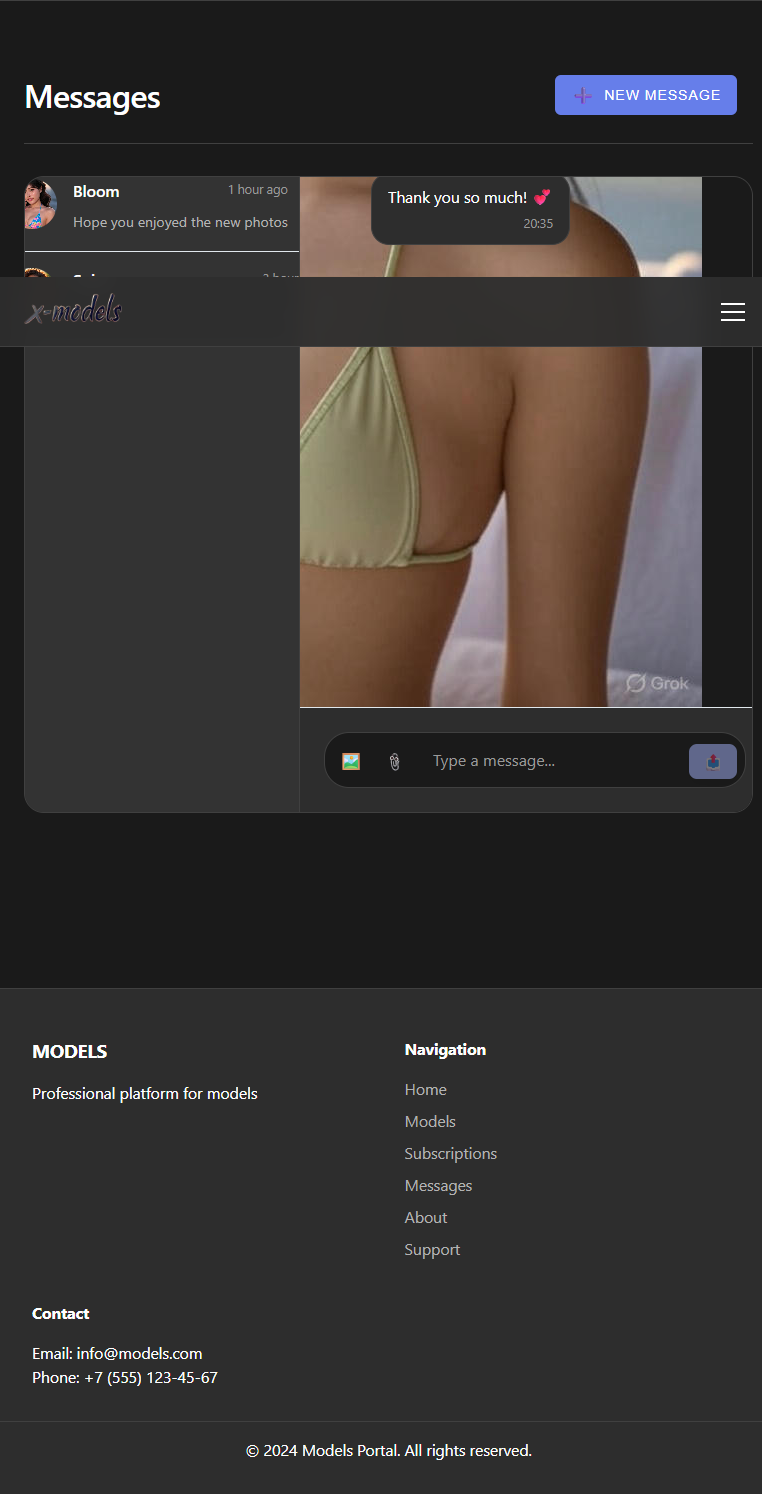 Messages
➕ NEW MESSAGE
Bloom
1 hour ago
Hope you enjoyed the new photos
Thank you so much! 💕
20:35
x-models
Grok
Type a message...
MODELS
Professional platform for models
Navigation
Home
Models
Subscriptions
Messages
About
Support
Contact
Email: info@models.com
Phone: +7 (555) 123-45-67
© 2024 Models Portal. All rights reserved.